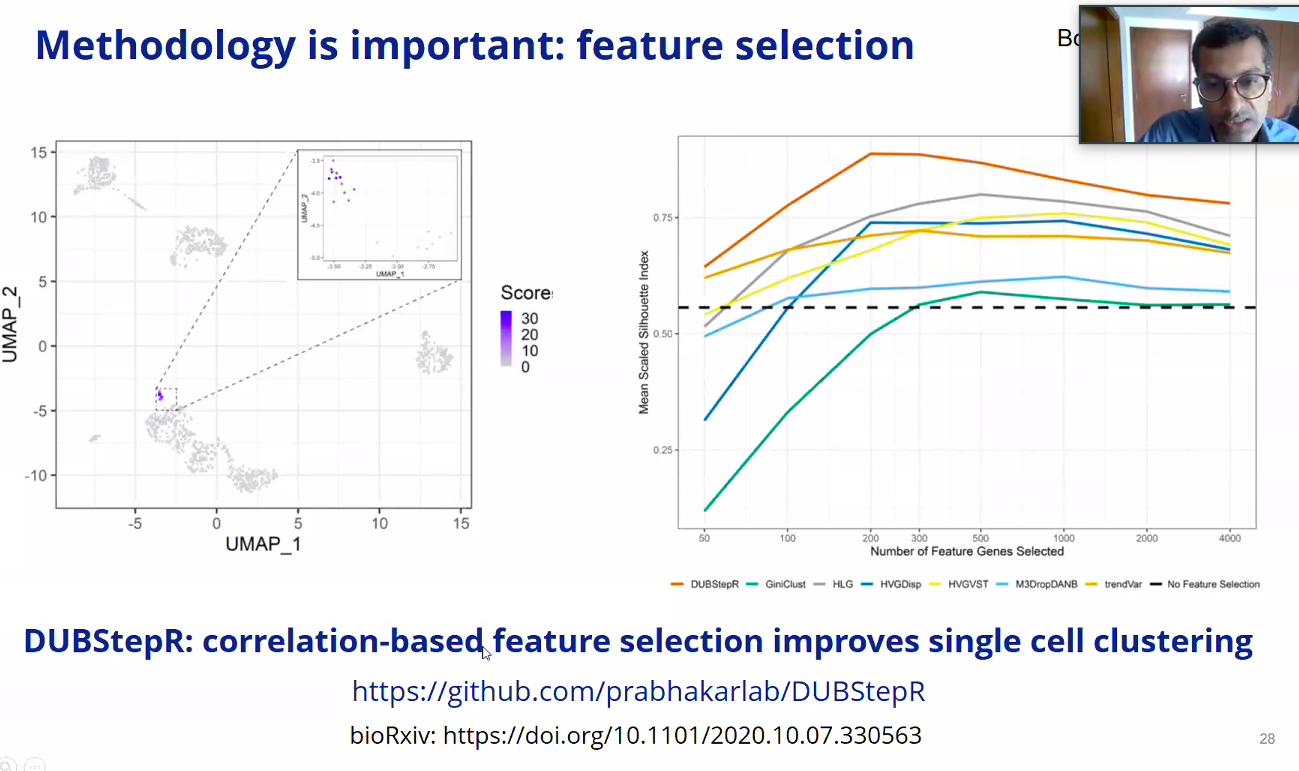 Methodology is important: feature selection
15
10
5
0
-5
-10
UMAP_2
-5
0
5
10
15
UMAP_1
-3.5
-4.0
-4.5
-5.0
UMAP_2
-3.50
-3.25
-3.00
-2.75
UMAP_1
Score
30
20
10
0
0.75
0.50
0.25
Mean Scaled Silhouette Index
50
100
200
300
500
1000
2000
4000
Number of Feature Genes Selected
DUBStepR GiniClust HLG HVGDisp HVGVST M3DropDANB trendVar No Feature Selection
DUBStepR: correlation-based feature selection improves single cell clustering
https://github.com/prabhakarlab/DUBStepR
bioRxiv: https://doi.org/10.1101/2020.10.07.330563
28